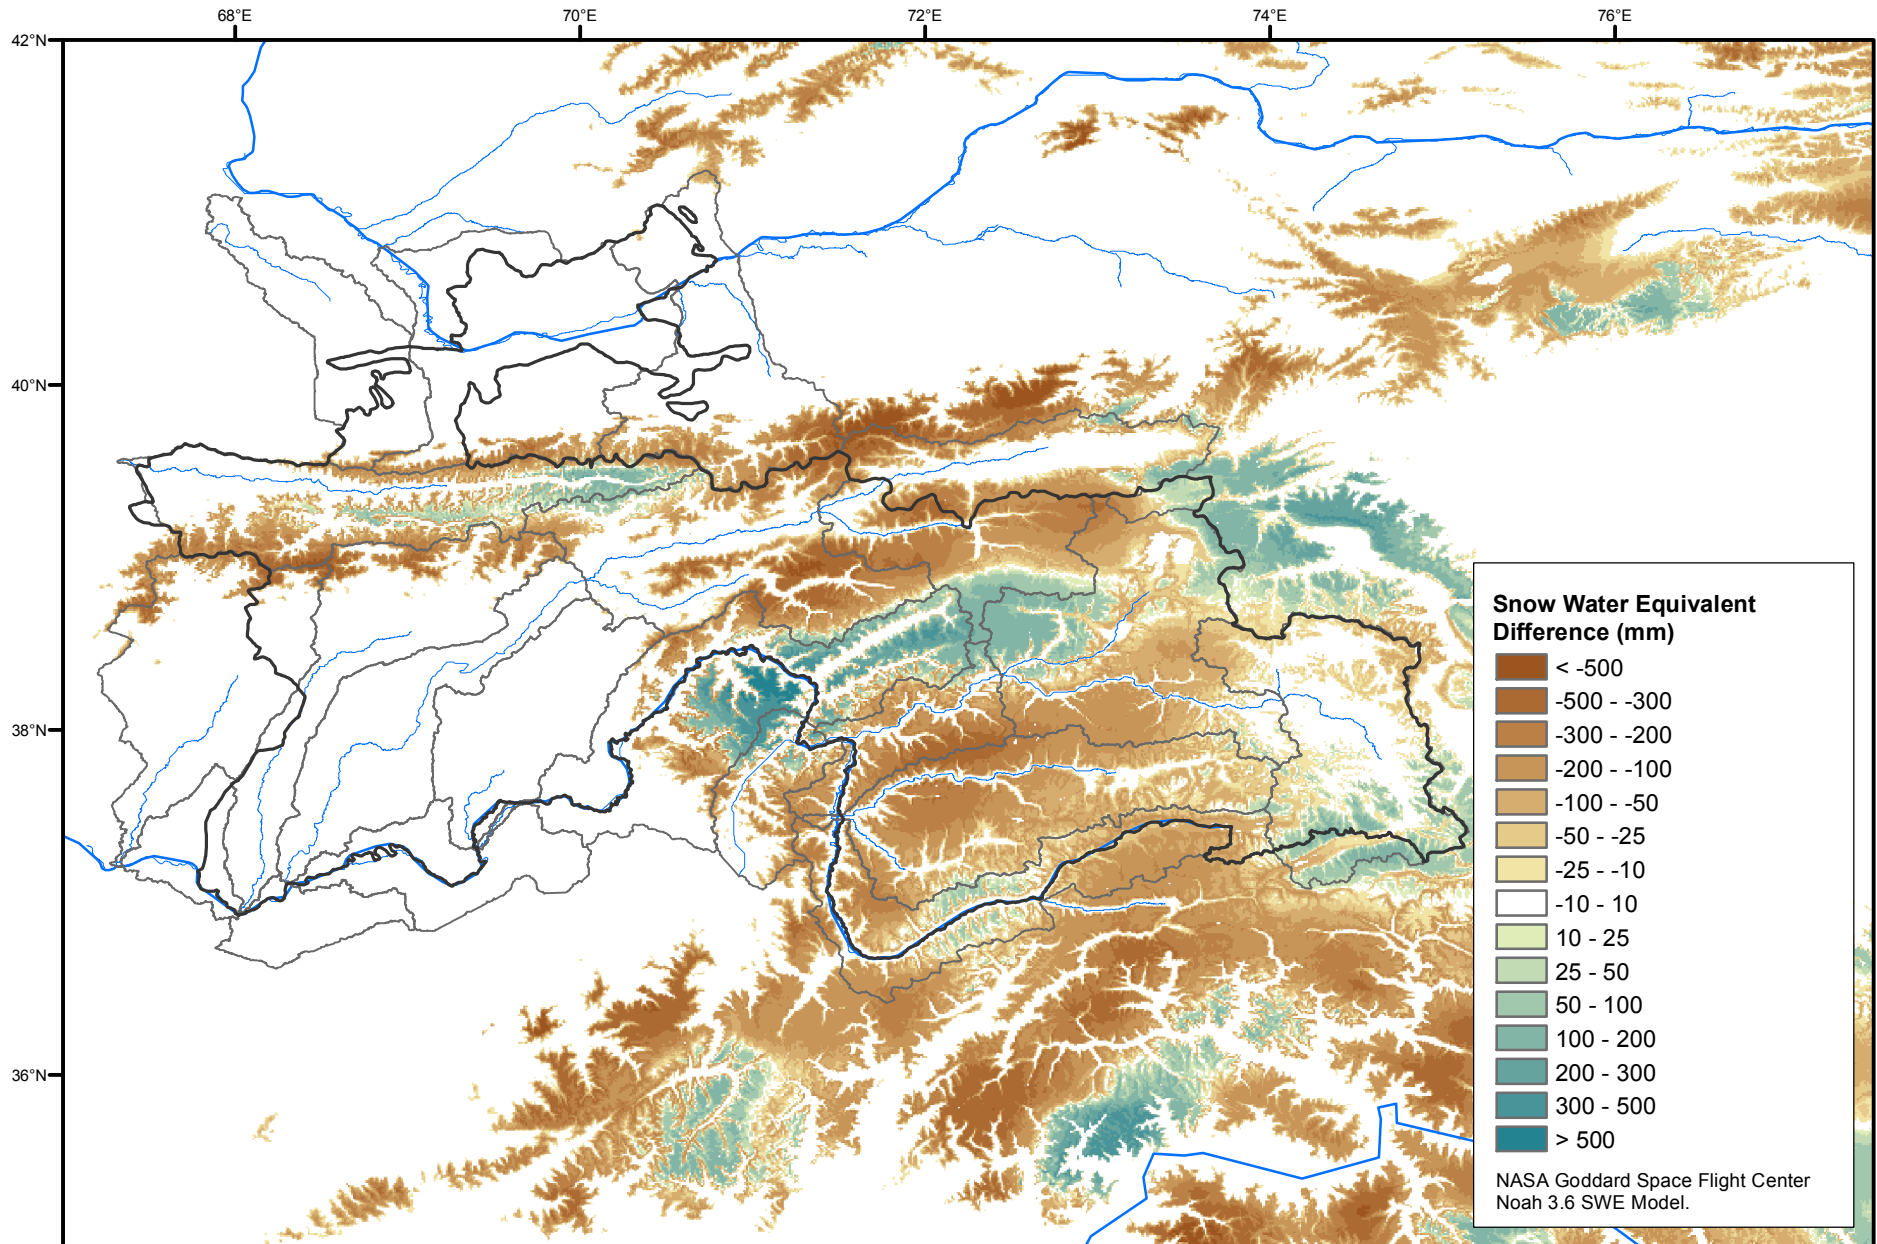 68°E 70°E 72°E 74°E 76°E
42°N
40°N
38°N
36°N
Snow Water Equivalent
Difference (mm)
< -500
-500 - -300
-300 - -200
-200 - -100
-100 - -50
-50 - -25
-25 - -10
-10 - 10
10 - 25
25 - 50
50 - 100
100 - 200
200 - 300
300 - 500
> 500
NASA Goddard Space Flight Center
Noah 3.6 SWE Model.